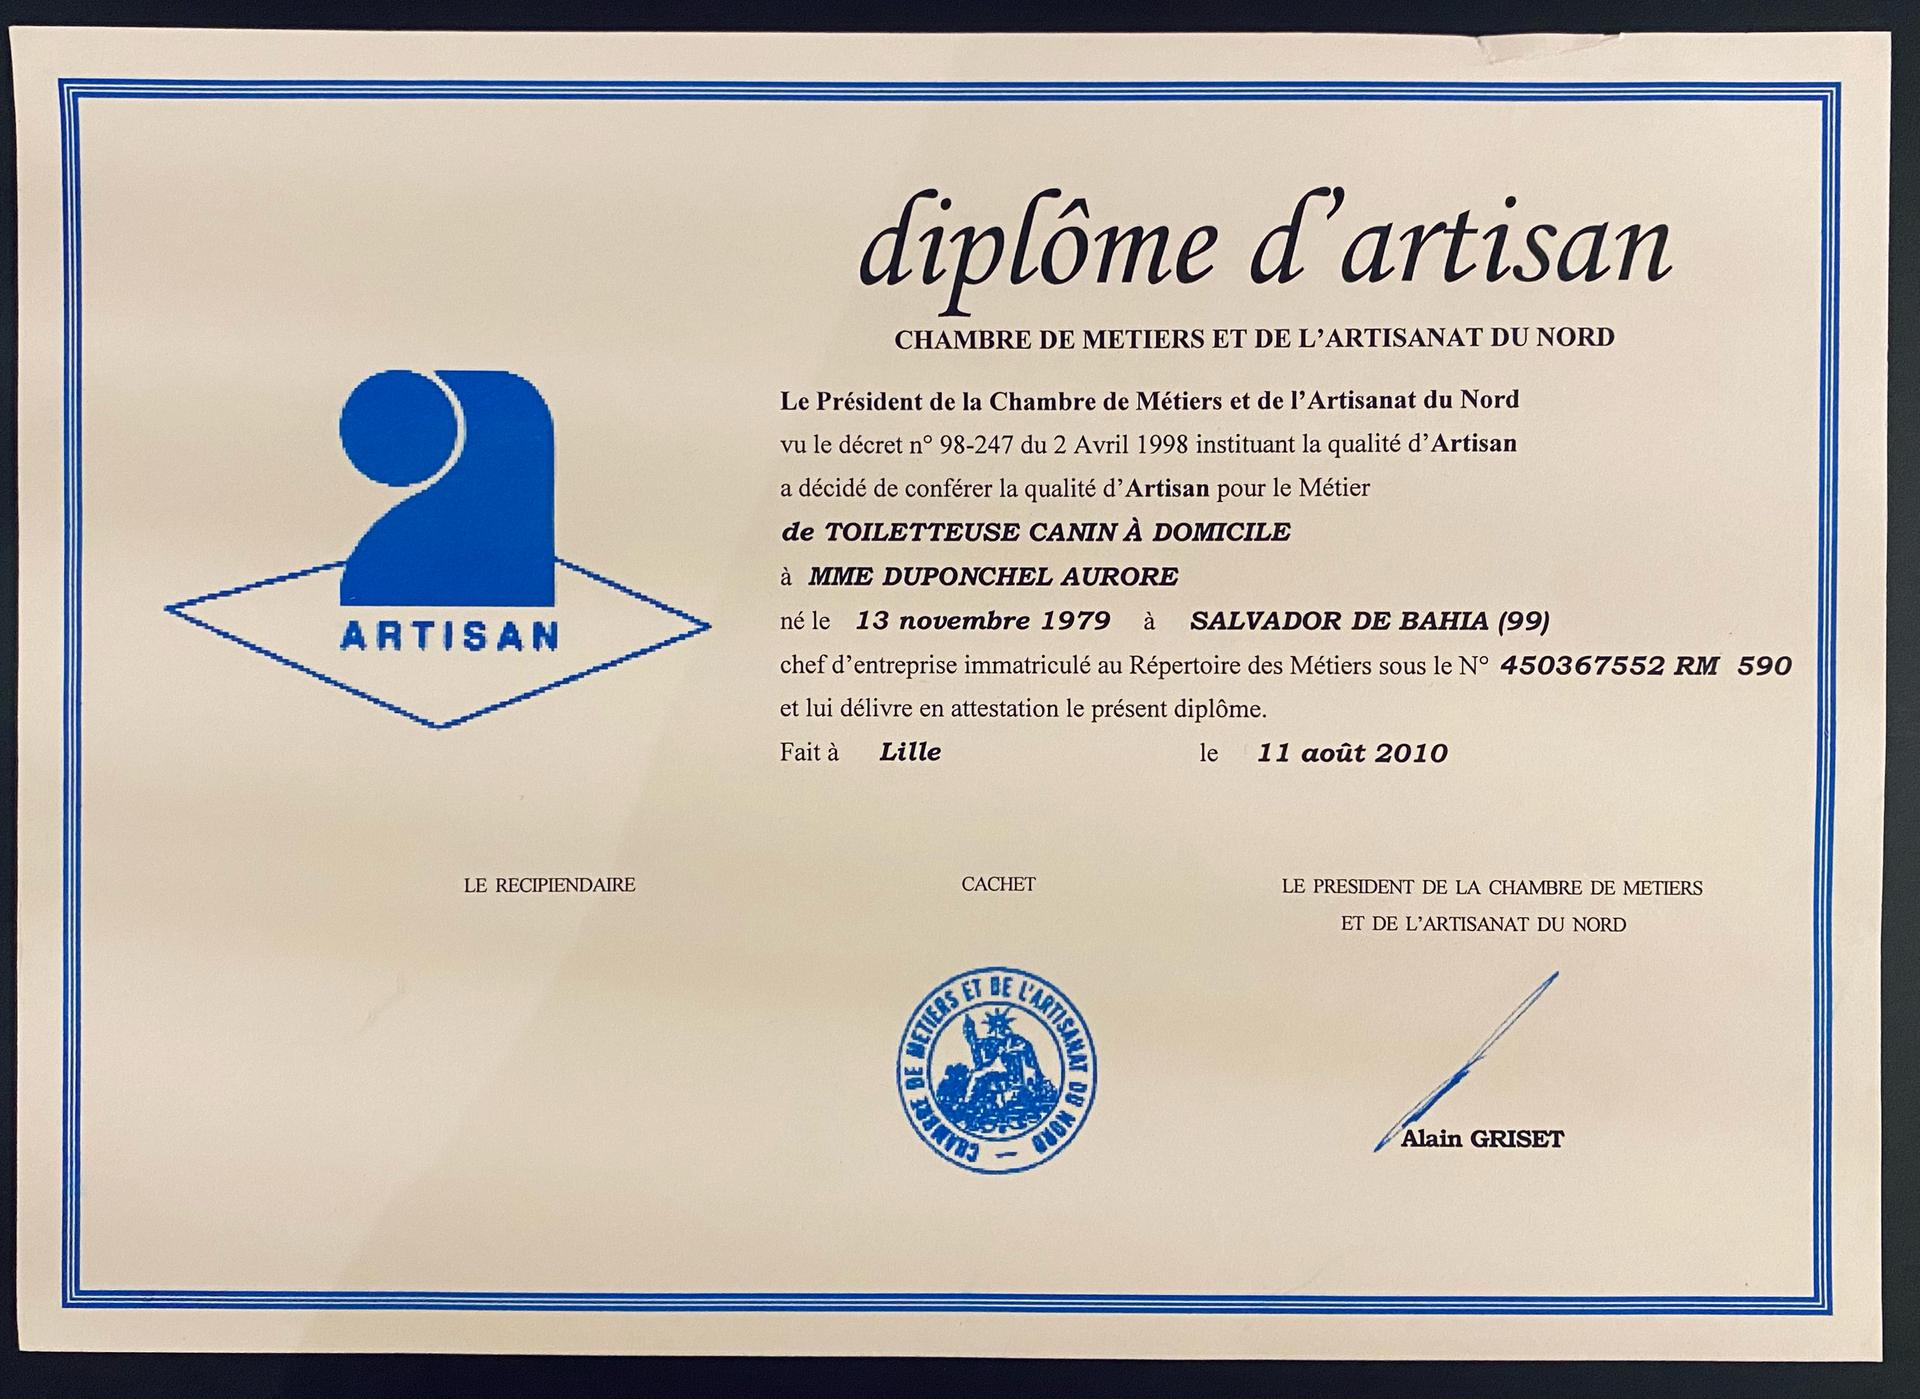 diplôme d'artisan
CHAMBRE DE METIERS ET DE L'ARTISANAT DU NORD
Le Président de la Chambre de Métiers et de l'Artisanat du Nord
vu le décret n° 98-247 du 2 Avril 1998 instituant la qualité d'Artisan
a décidé de conférer la qualité d'Artisan pour le Métier
de TOILETTEUSE CANIN À DOMICILE
à MME DUPONCHEL AURORE
né le 13 novembre 1979 à SALVADOR DE BAHIA (99)
chef d'entreprise immatriculé au Répertoire des Métiers sous le N° 450367552 RM 590
et lui délivre en attestation le présent diplôme.
Fait à Lille le 11 août 2010
ARTISAN
LE RECIPIENDAIRE
CACHET
LE PRESIDENT DE LA CHAMBRE DE METIERS
ET DE L'ARTISANAT DU NORD
CHAMBRE DE METIERS ET DE L'ARTISANAT DU NORD —
Alain GRISET